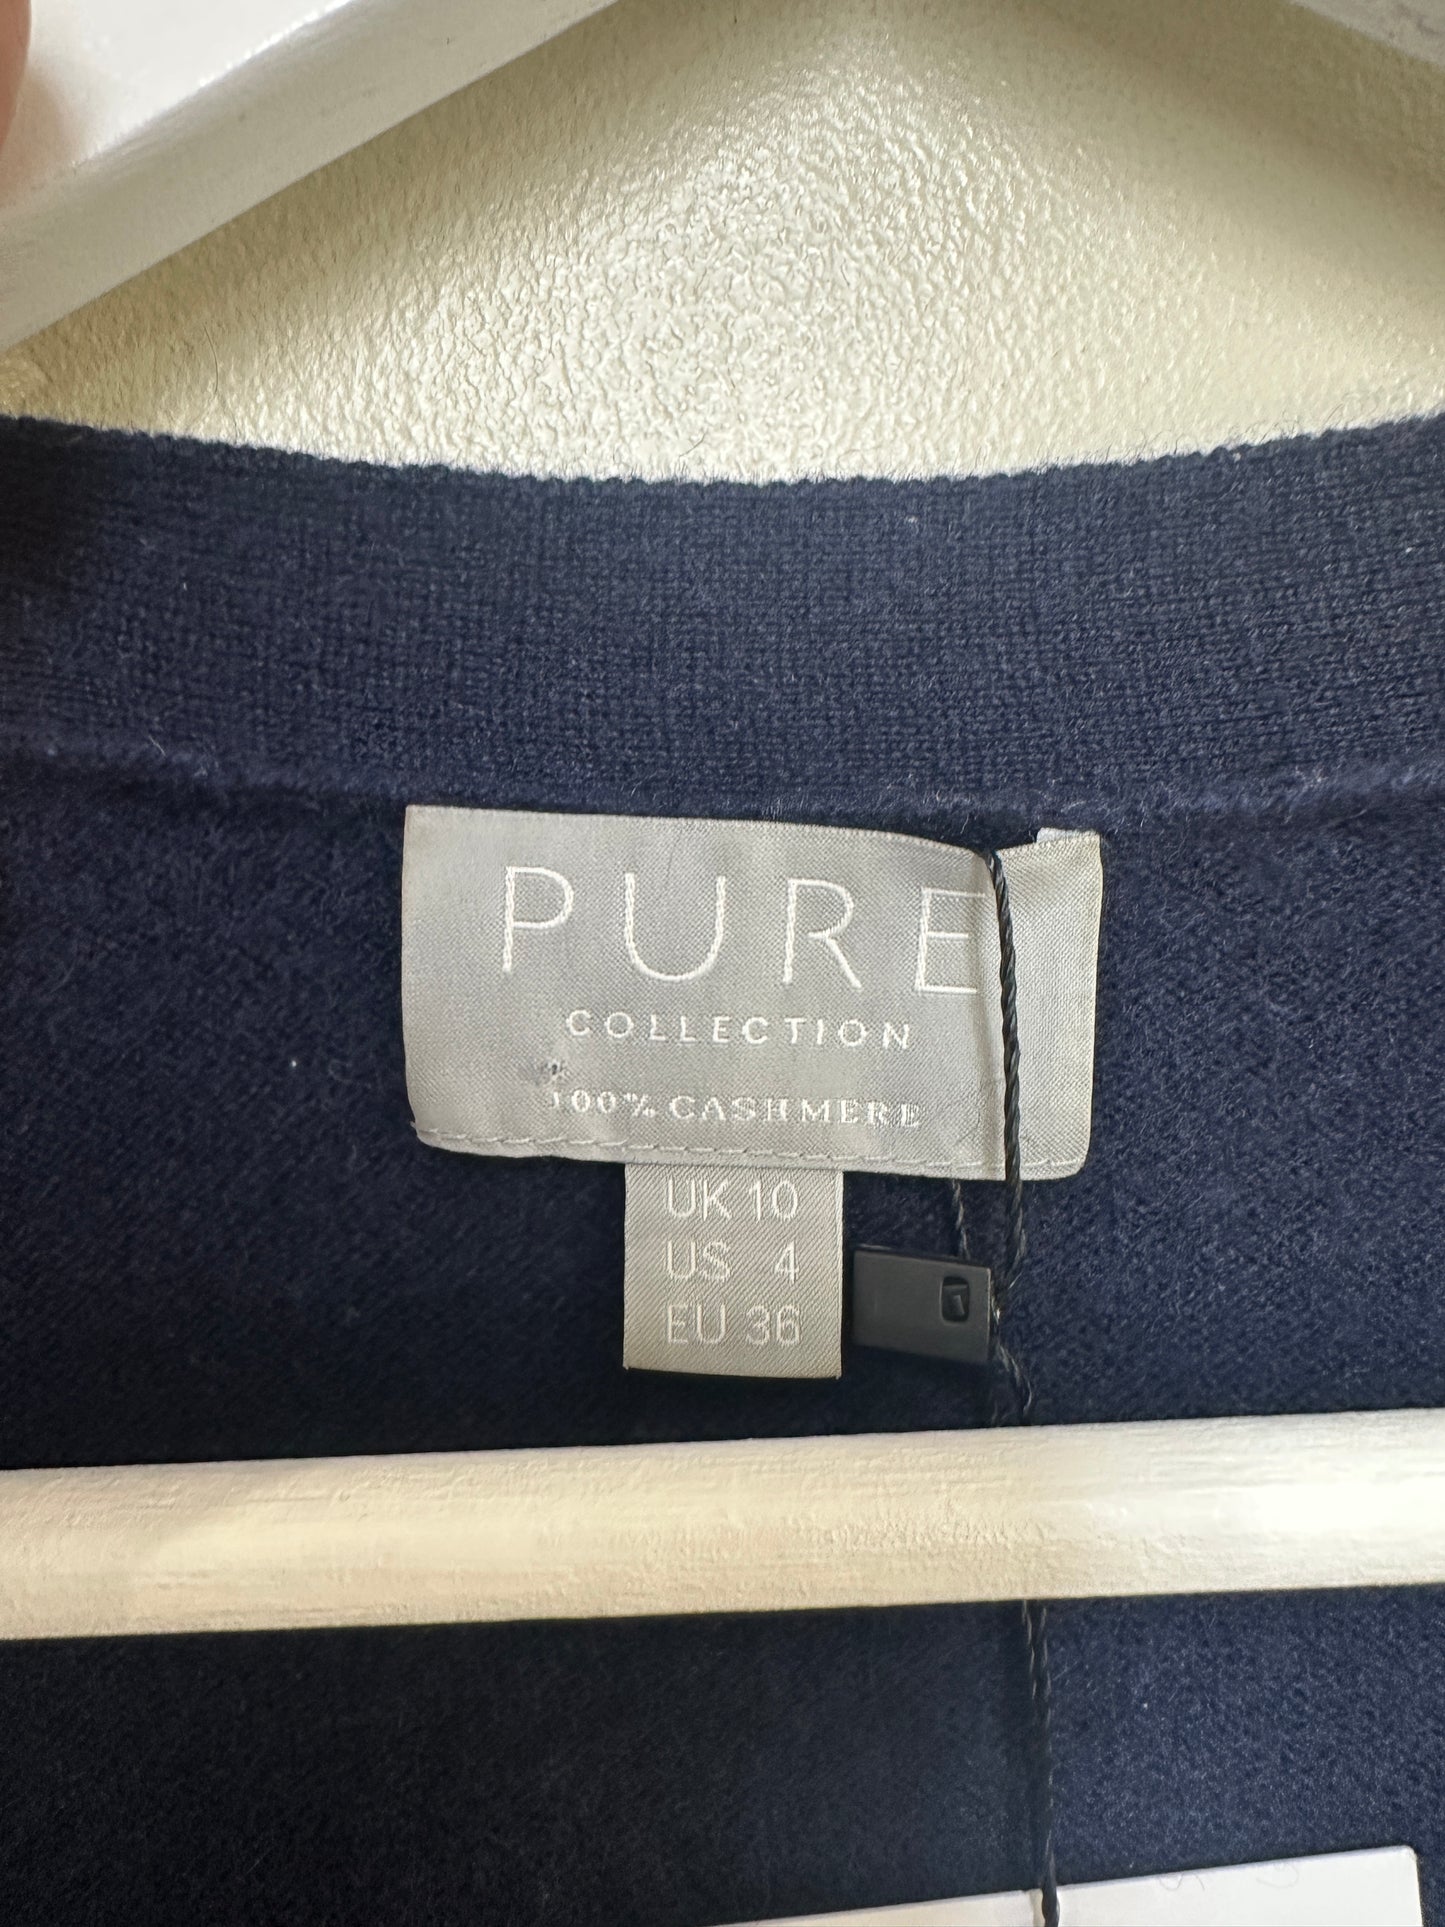 PURE
COLLECTION
100% CASHMERE
UK 10
US 4
EU 36